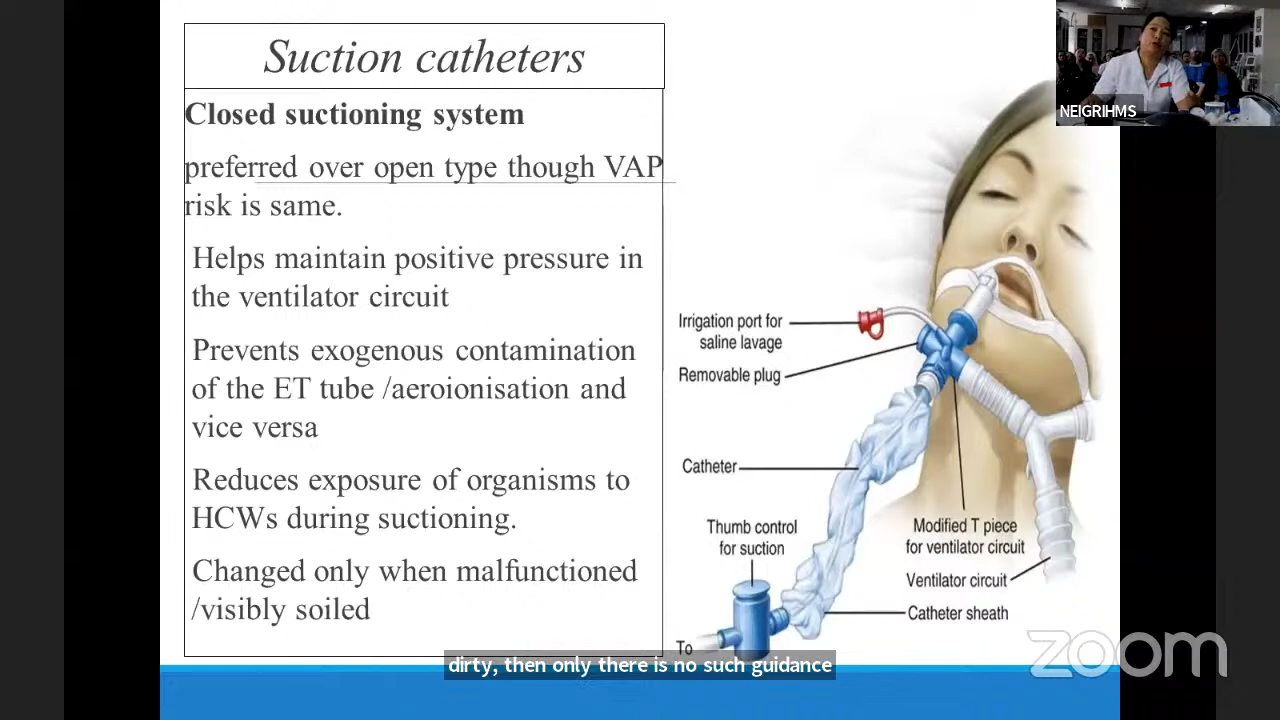 Suction catheters
Closed suctioning system
preferred over open type though VAP
risk is same.
Helps maintain positive pressure in
the ventilator circuit
Prevents exogenous contamination
of the ET tube /aeroionisation and
vice versa
Reduces exposure of organisms to
HCWs during suctioning.
Changed only when malfunctioned
/visibly soiled
NEIGRIHMS
Irrigation port for
saline lavage
Removable plug
Catheter
Thumb control
for suction
Modified T piece
for ventilator circuit
Ventilator circuit
Catheter sheath
To
zoom
dirty, then only there is no such guidance